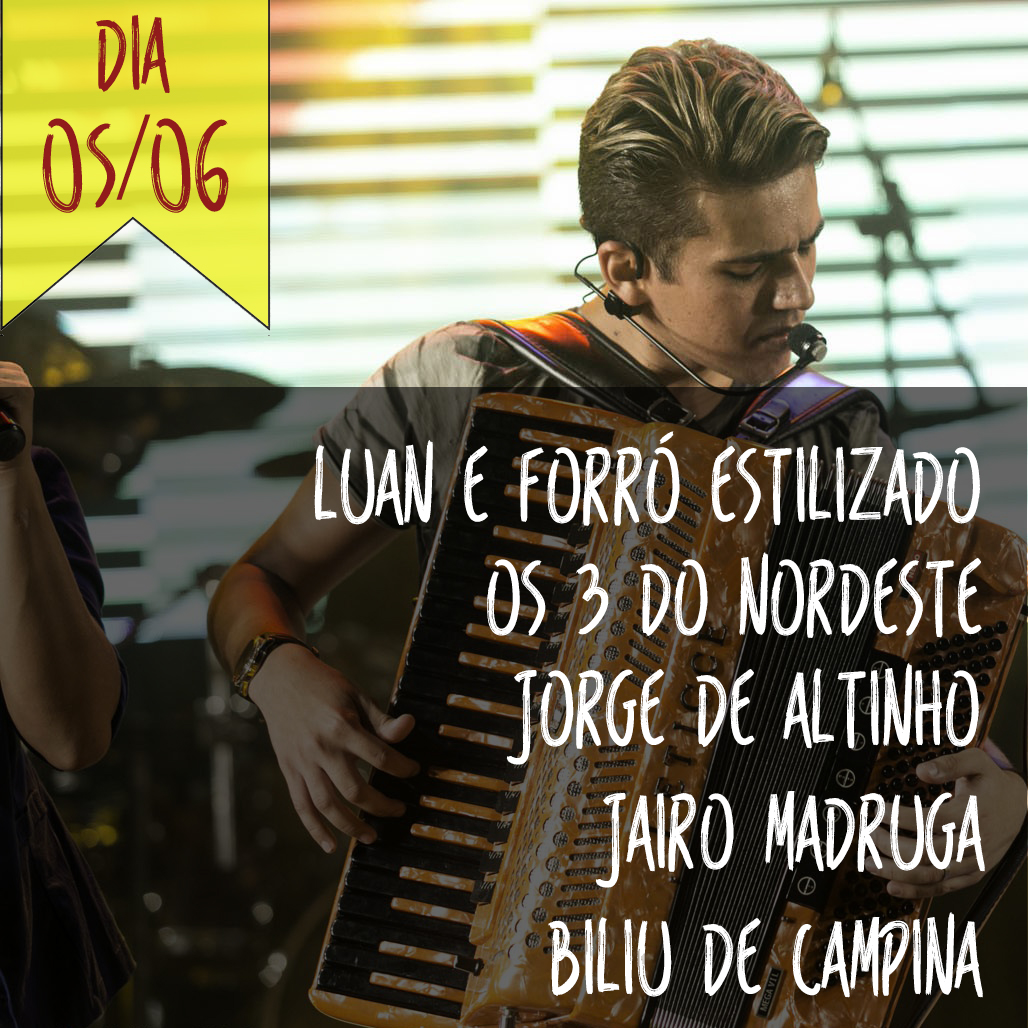 DIA
05/06
LUAN E FORRÓ ESTILIZADO
OS 3 DO NORDESTE
JORGE DE ALTINHO
JAIRO MADRUGA
BILIU DE CAMPINA